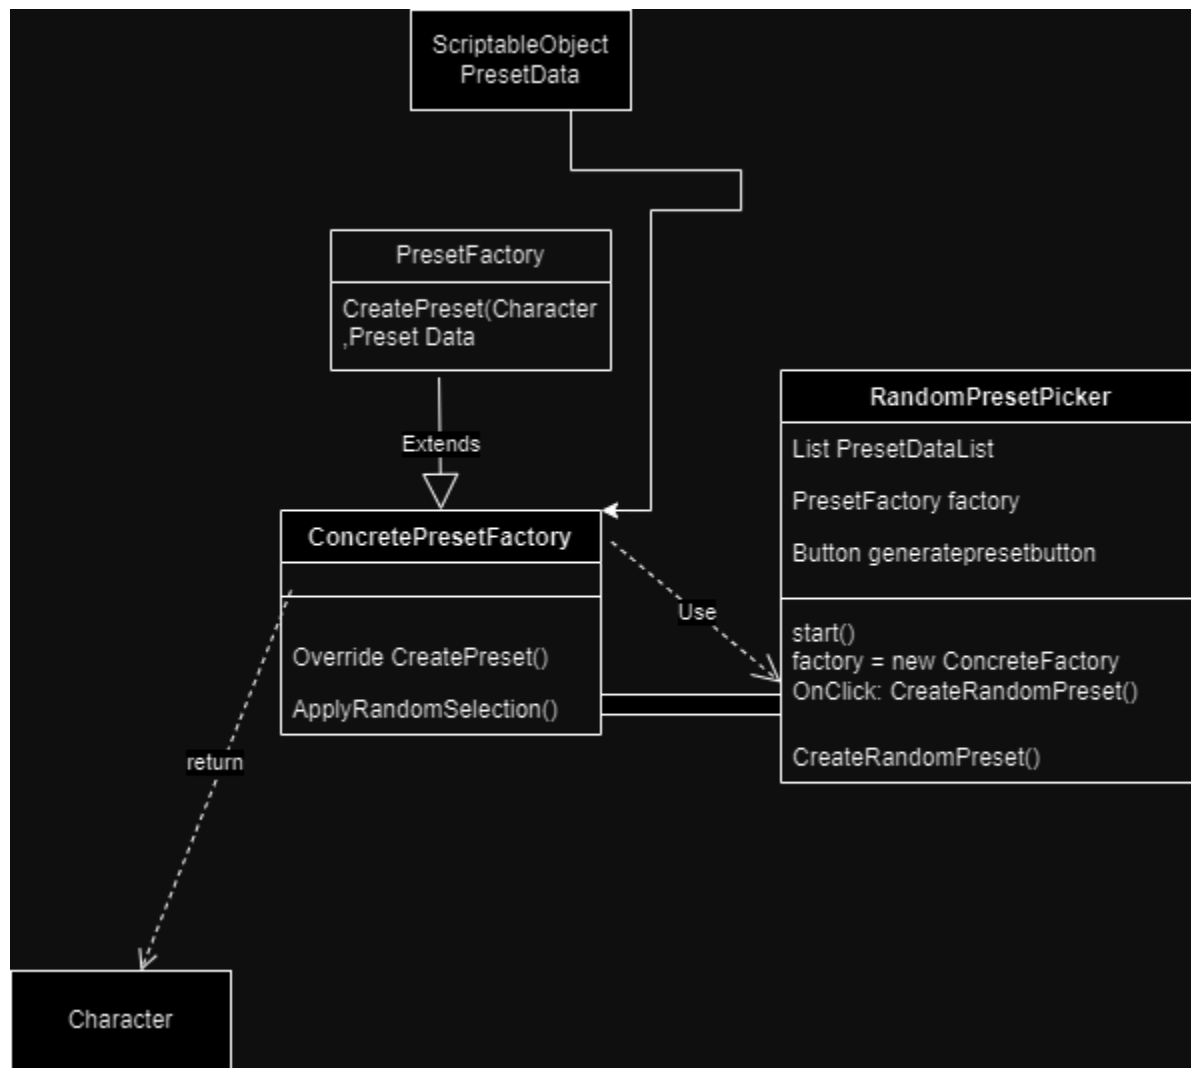 ScriptableObject
PresetData
PresetFactory
CreatePreset(Character
,Preset Data
Extends
RandomPresetPicker
List PresetDataList
PresetFactory factory
Button generatepresetbutton
ConcretePresetFactory
Use
start()
factory = new ConcreteFactory
OnClick: CreateRandomPreset()
CreateRandomPreset()
Override CreatePreset()
ApplyRandomSelection()
return
Character